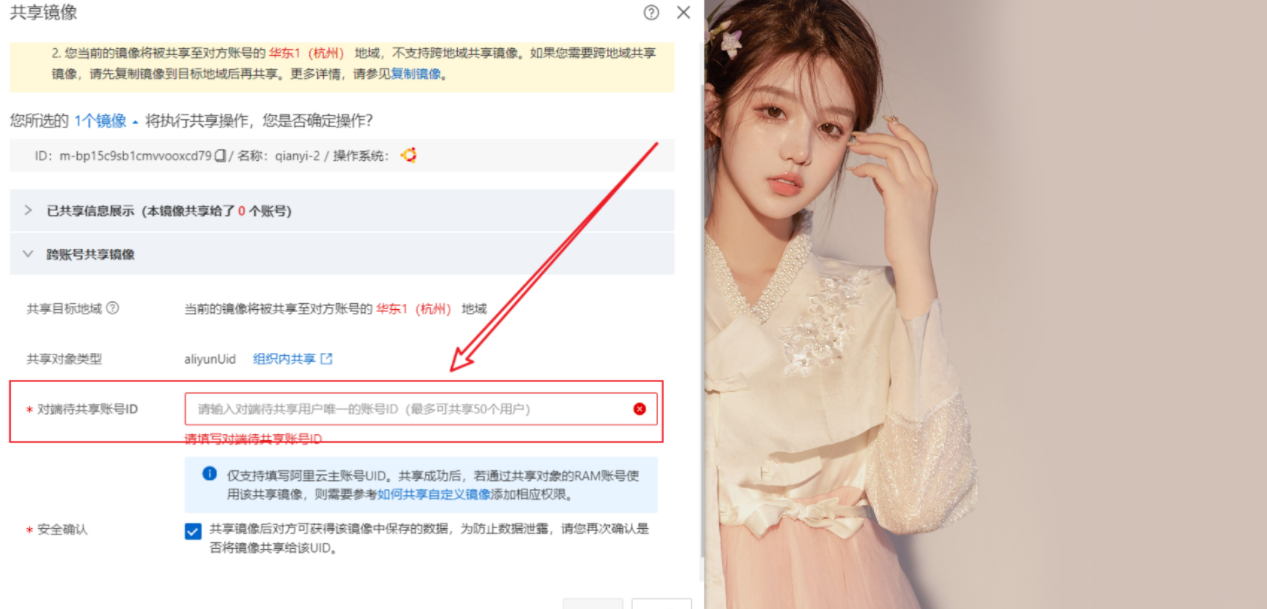 共享镜像
2. 您当前的镜像将被共享至对方账号的 华东1（杭州） 地域，不支持跨地域共享镜像。如果您需要跨地域共享
镜像，请先复制镜像到目标地域后再共享。更多详情，请参见复制镜像。
您所选的 1个镜像 将执行共享操作，您是否确定操作？
ID：m-bp15c9sb1cmvvooxcd79 / 名称：qianyi-2 / 操作系统：
已共享信息展示（本镜像共享给了 0 个账号）
跨账号共享镜像
共享目标地域 当前的镜像将被共享至对方账号的 华东1（杭州） 地域
共享对象类型 aliyunUid 组织内共享
* 对端待共享账号ID 请输入对端待共享用户唯一的账号ID（最多可共享50个用户）
请填写对端待共享账号ID
仅支持填写阿里云主账号UID。共享成功后，若通过共享对象的RAM账号使
用该共享镜像，则需要参考如何共享自定义镜像添加相应权限。
* 安全确认 共享镜像后对方可获得该镜像中保存的数据，为防止数据泄露，请您再次确认是
否将镜像共享给该UID。